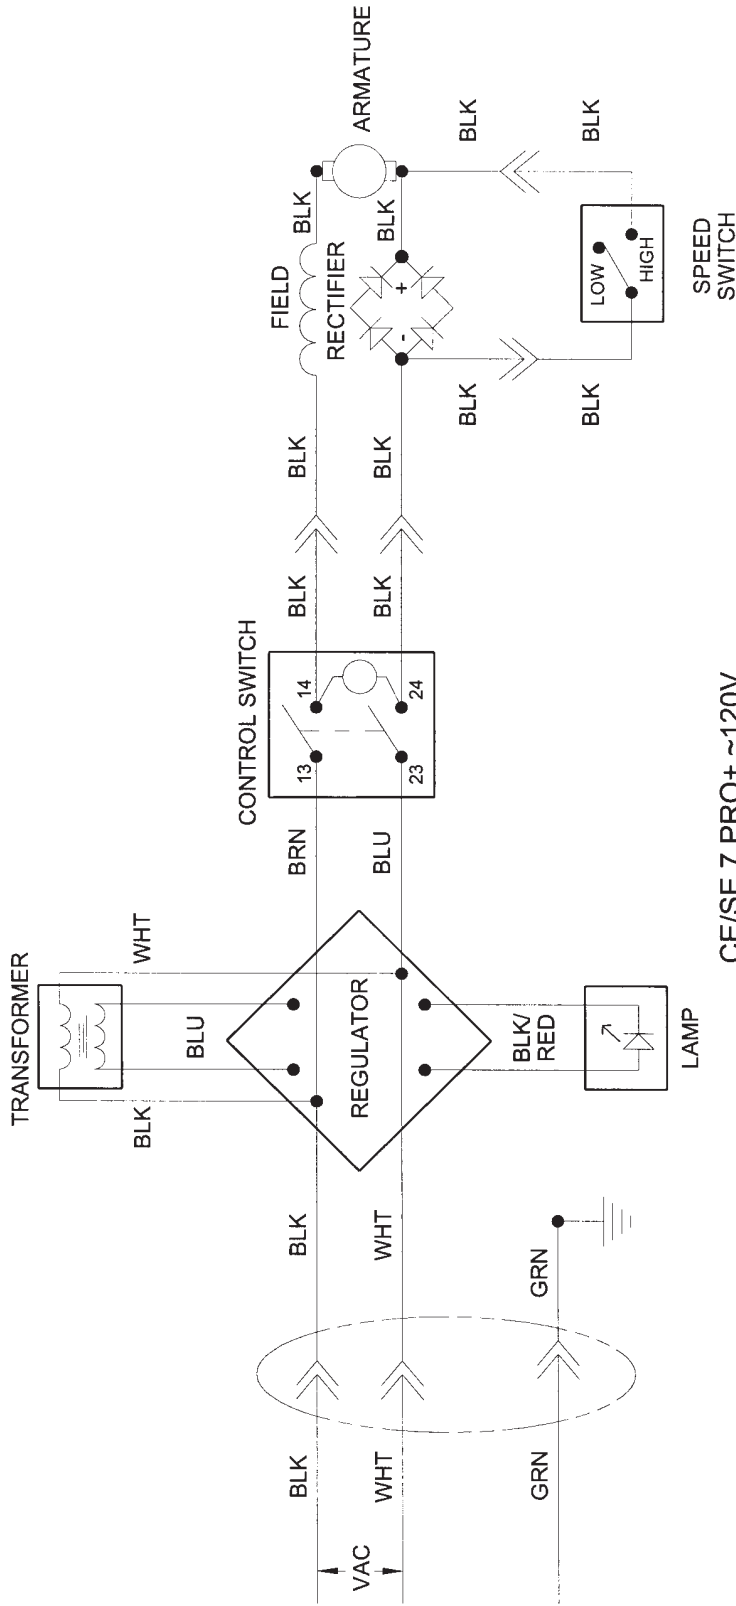 TRANSFORMER
BLK
BLU
WHT
CONTROL SWITCH
VAC
BLK
BLK
BRN
13
14
BLK
BLK
FIELD
BLK
ARMATURE
WHT
WHT
REGULATOR
BLU
23
24
BLK
BLK
RECTIFIER
-
+
BLK
GRN
GRN
BLK/
RED
LAMP
BLK
BLK
BLK
BLK
LOW
HIGH
SPEED
SWITCH
CE/SE 7 PRO+ ~120V